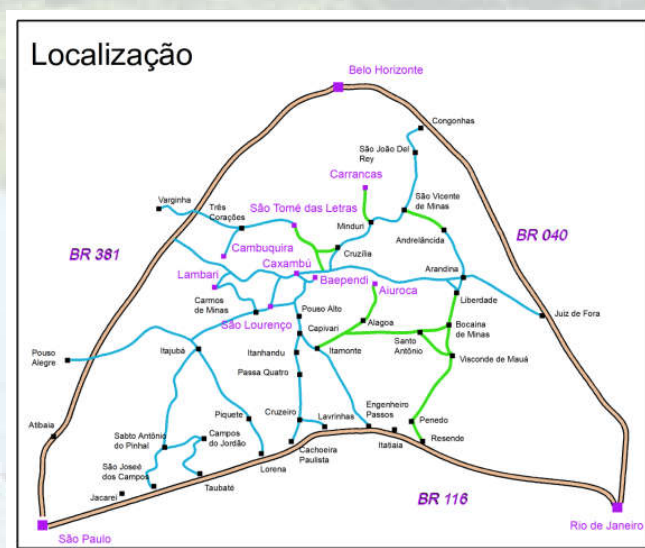 Localização
Belo Horizonte
Congonhas
São João Del
Rey
Carrancas
Varginha
Três
Corações
São Tomé das Letras
São Vicente
de Minas
Minduri
Andrelâncida
BR 381
BR 040
Cambuquira
Cruzília
Caxambú
Lambari
Baependi
Aiuroca
Arandina
Carmos
de Minas
São Lourenço
Pouso Alto
Liberdade
Juiz de Fora
Capivari
Alagoa
Bocaina
de Minas
Pouso
Alegre
Itajubá
Itanhandu
Itamonte
Santo
Antônio
Visconde de Mauá
Passa Quatro
Atibaia
Piquete
Cruzeiro
Lavrinhas
Engenheiro
Passos
Penedo
Sabto Antônio
do Pinhal
Campos
do Jordão
Cachoeira
Paulista
Itatiaia
Resende
São Joseé
dos Campos
Lorena
Jacareí
Taubaté
BR 116
São Paulo
Rio de Janeiro